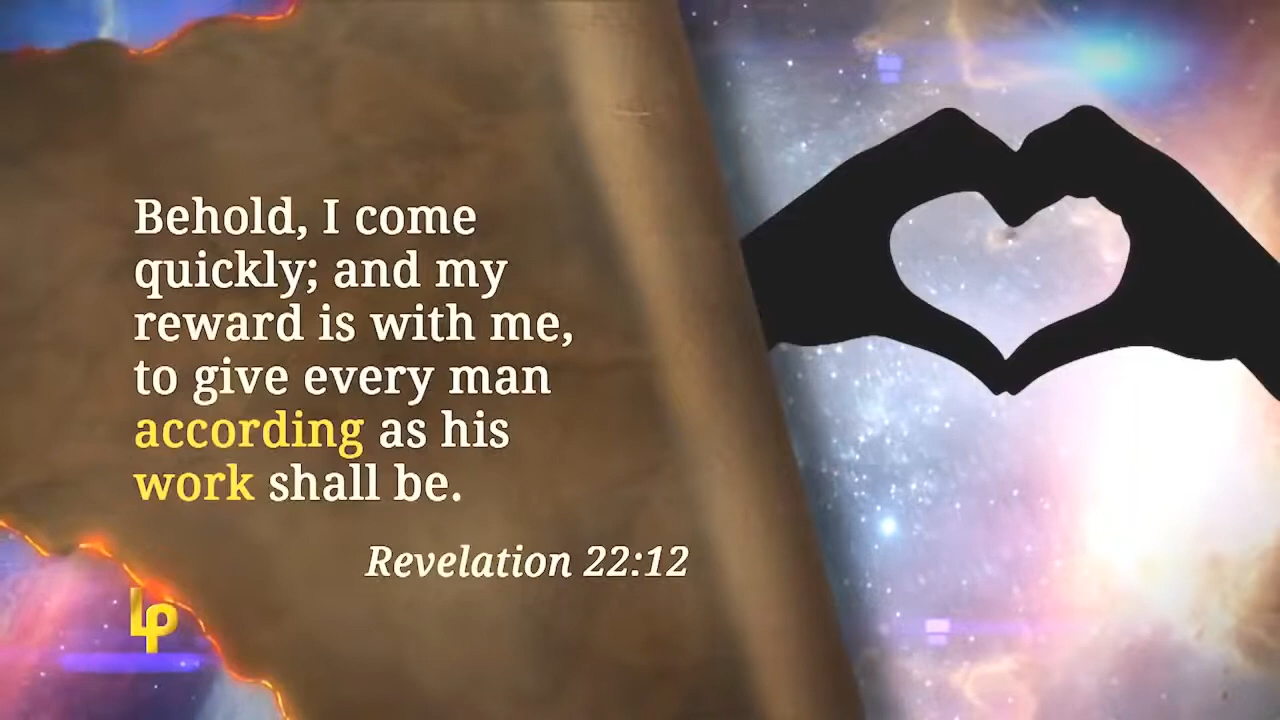 Behold, I come
quickly; and my
reward is with me,
to give every man
according as his
work shall be.
Revelation 22:12
LP